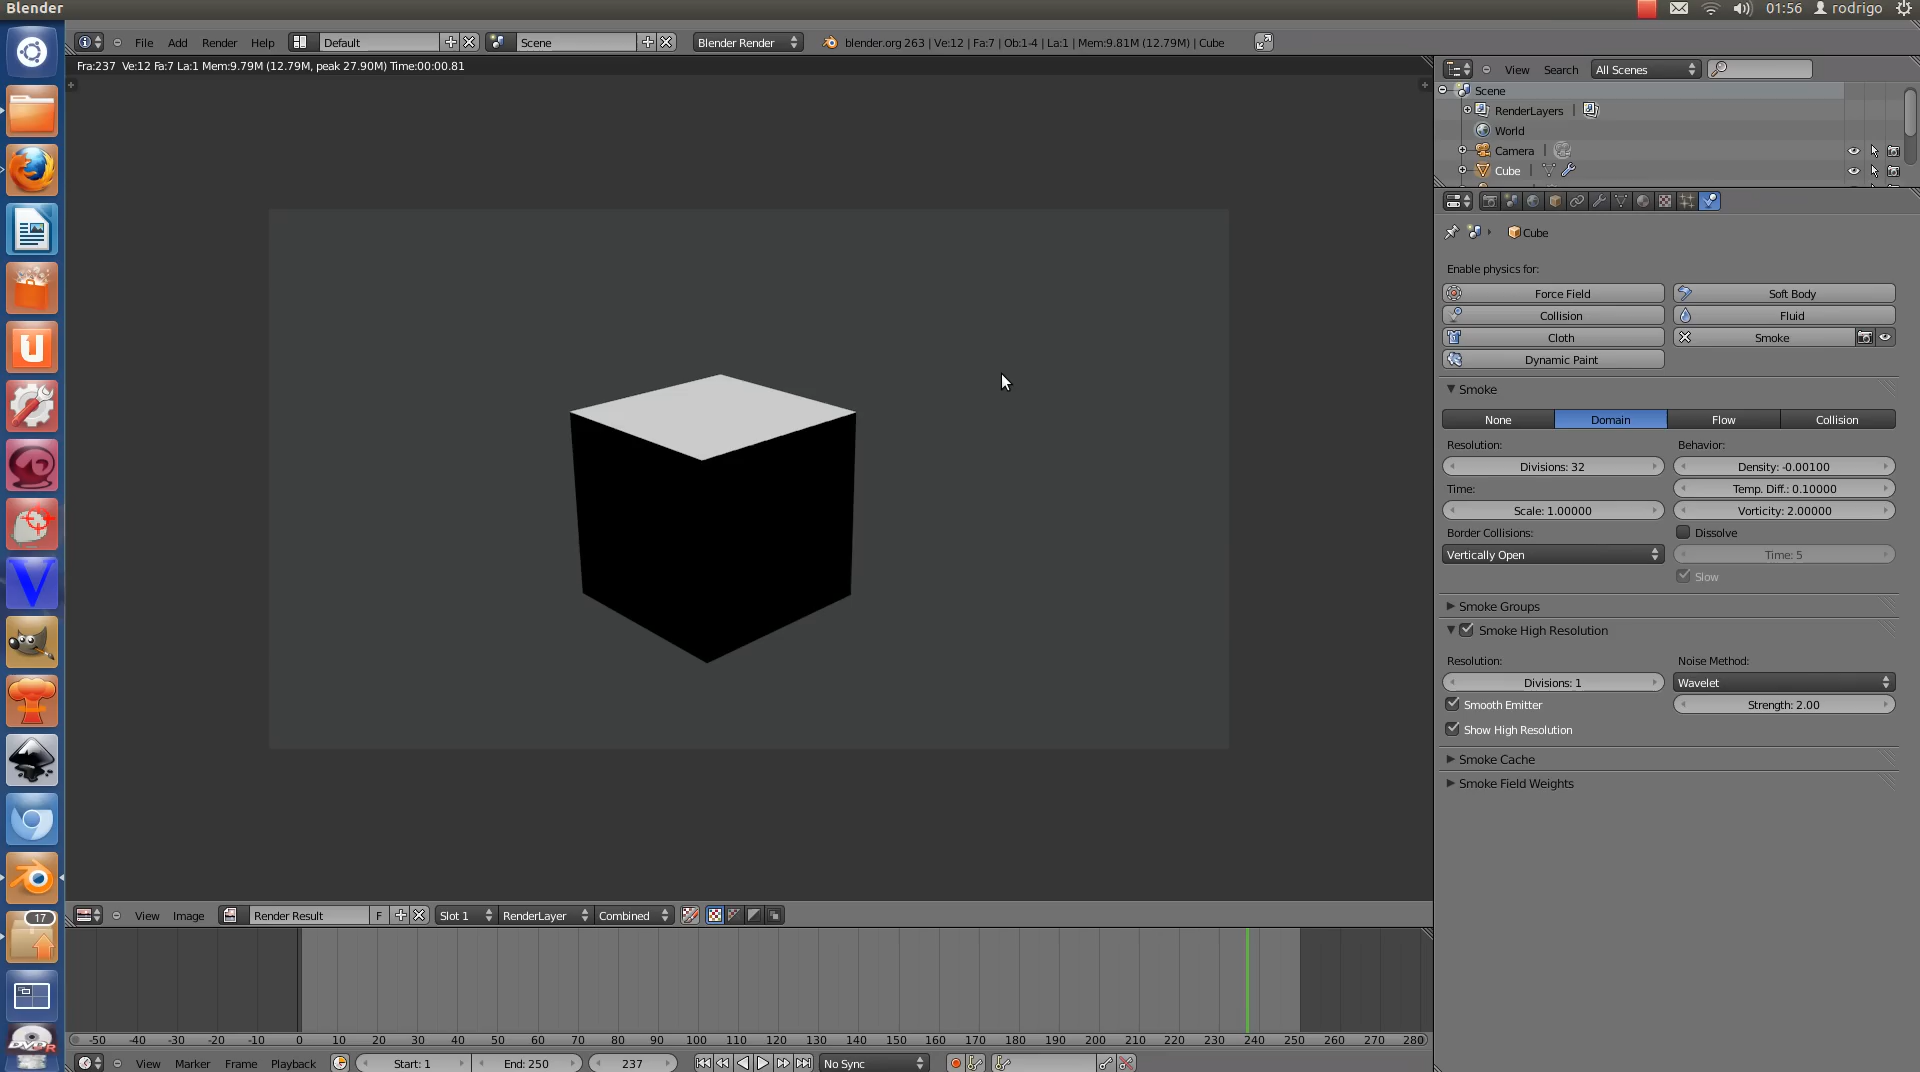 Blender
01:56 rodrigo
File Add Render Help Default Scene Blender Render blender.org 263 | Ve:12 | Fa:7 | Ob:1-4 | La:1 | Mem:9.81M (12.79M) | Cube
Fra:237 Ve:12 Fa:7 La:1 Mem:9.79M (12.79M, peak 27.90M) Time:00:00.81
View Search All Scenes
Scene
RenderLayers
World
Camera
Cube
Cube
Enable physics for:
Force Field Soft Body
Collision Fluid
Cloth Smoke
Dynamic Paint
Smoke
None Domain Flow Collision
Resolution: Behavior:
Divisions: 32 Density: -0.00100
Time: Temp. Diff.: 0.10000
Scale: 1.00000 Vorticity: 2.00000
Border Collisions: Dissolve
Vertically Open Time: 5
Slow
Smoke Groups
Smoke High Resolution
Resolution: Noise Method:
Divisions: 1 Wavelet
Smooth Emitter Strength: 2.00
Show High Resolution
Smoke Cache
Smoke Field Weights
17
View Image Render Result F Slot 1 RenderLayer Combined
-50 -40 -30 -20 -10 0 10 20 30 40 50 60 70 80 90 100 110 120 130 140 150 160 170 180 190 200 210 220 230 240 250 260 270 280
View Marker Frame Playback Start: 1 End: 250 237 No Sync